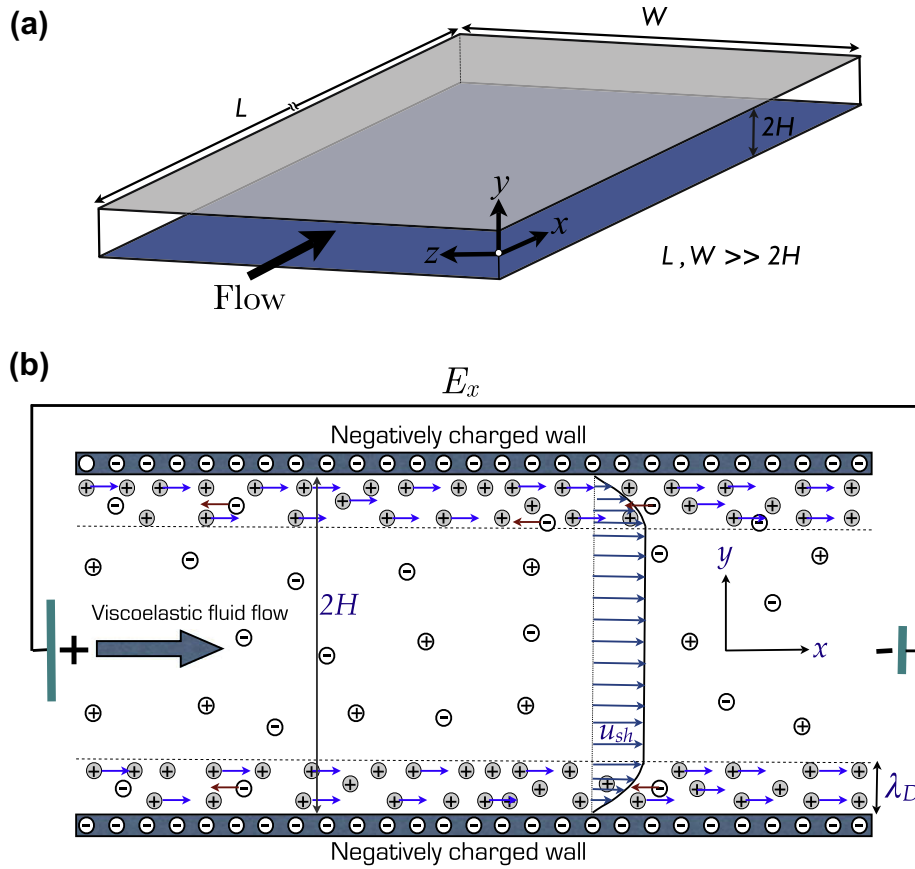 (a)
W
L
2H
y
x
z
L , W >> 2H
Flow
(b)
E_x
Negatively charged wall
2H
y
Viscoelastic fluid flow
+
x
-
u_sh
λ_D
Negatively charged wall